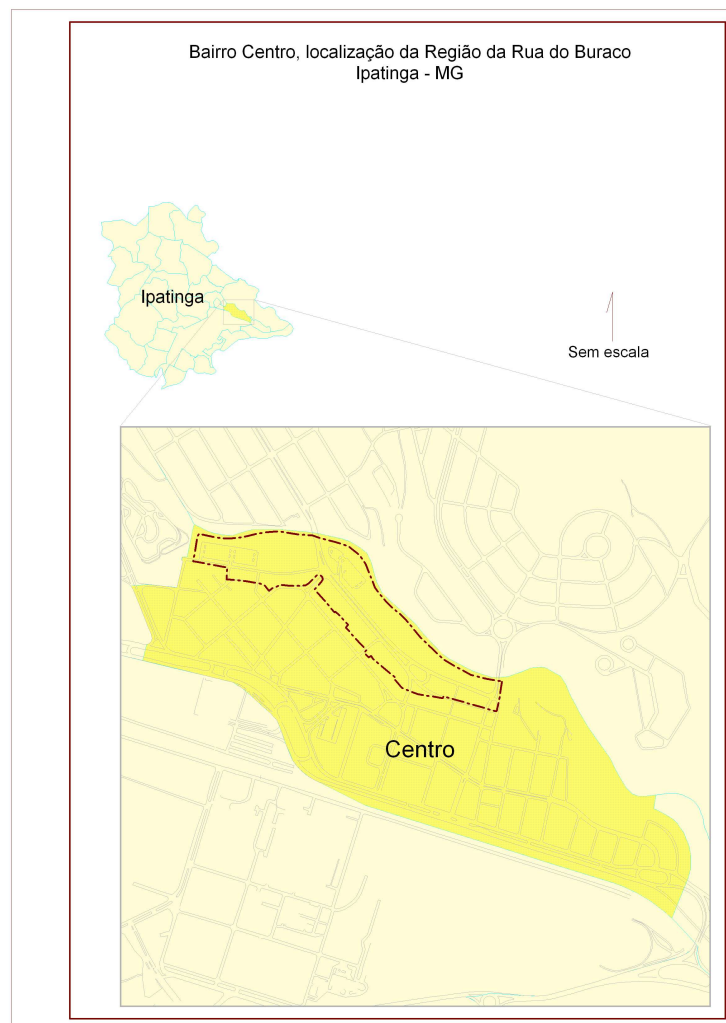 Bairro Centro, localização da Região da Rua do Buraco
Ipatinga - MG
Ipatinga
Sem escala
Centro